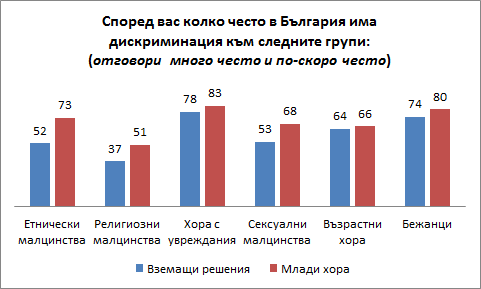 Според вас колко често в България има
дискриминация към следните групи:
(отговори много често и по-скоро често)
52 73 37 51 78 83 53 68 64 66 74 80
Етнически малцинства
Религиозни малцинства
Хора с увреждания
Сексуални малцинства
Възрастни хора
Бежанци
Вземащи решения Млади хора